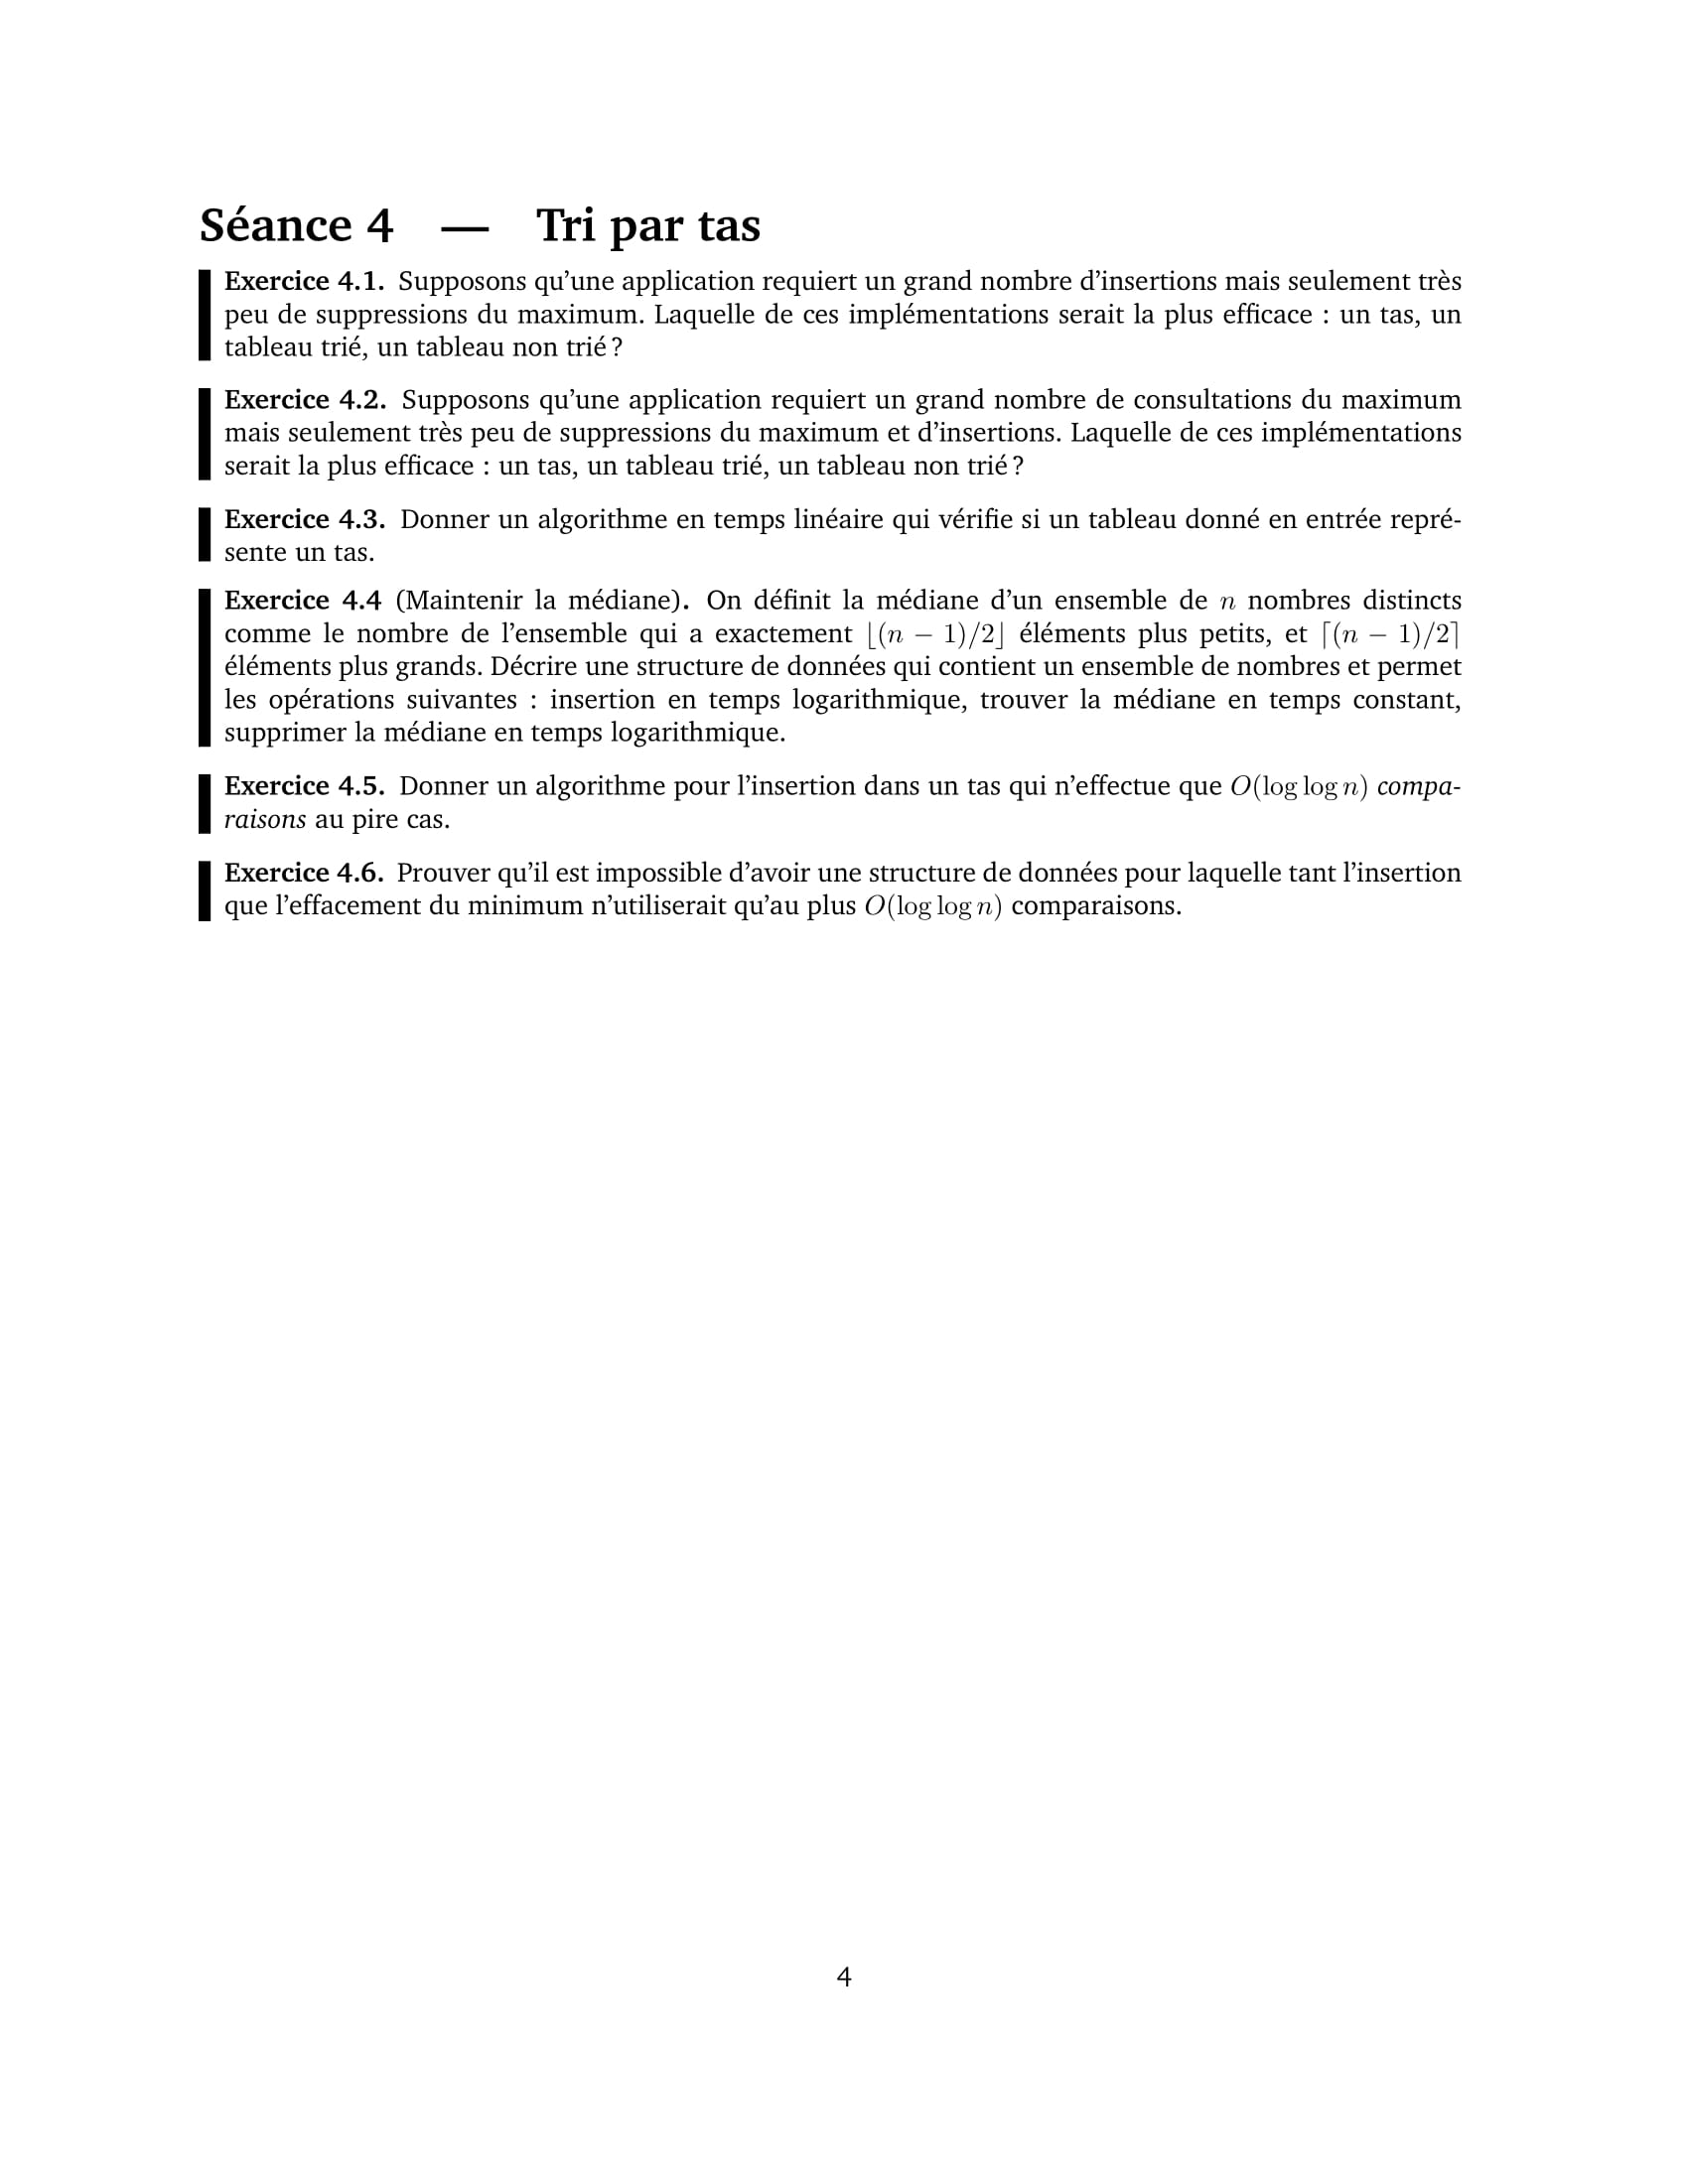 Séance 4 — Tri par tas
Exercice 4.1. Supposons qu'une application requiert un grand nombre d'insertions mais seulement très
peu de suppressions du maximum. Laquelle de ces implémentations serait la plus efficace : un tas, un
tableau trié, un tableau non trié ?
Exercice 4.2. Supposons qu'une application requiert un grand nombre de consultations du maximum
mais seulement très peu de suppressions du maximum et d'insertions. Laquelle de ces implémentations
serait la plus efficace : un tas, un tableau trié, un tableau non trié ?
Exercice 4.3. Donner un algorithme en temps linéaire qui vérifie si un tableau donné en entrée repré-
sente un tas.
Exercice 4.4 (Maintenir la médiane). On définit la médiane d'un ensemble de n nombres distincts
comme le nombre de l'ensemble qui a exactement ⌊(n − 1)/2⌋ éléments plus petits, et ⌈(n − 1)/2⌉
éléments plus grands. Décrire une structure de données qui contient un ensemble de nombres et permet
les opérations suivantes : insertion en temps logarithmique, trouver la médiane en temps constant,
supprimer la médiane en temps logarithmique.
Exercice 4.5. Donner un algorithme pour l'insertion dans un tas qui n'effectue que O(log log n) compa-
raisons au pire cas.
Exercice 4.6. Prouver qu'il est impossible d'avoir une structure de données pour laquelle tant l'insertion
que l'effacement du minimum n'utiliserait qu'au plus O(log log n) comparaisons.
4